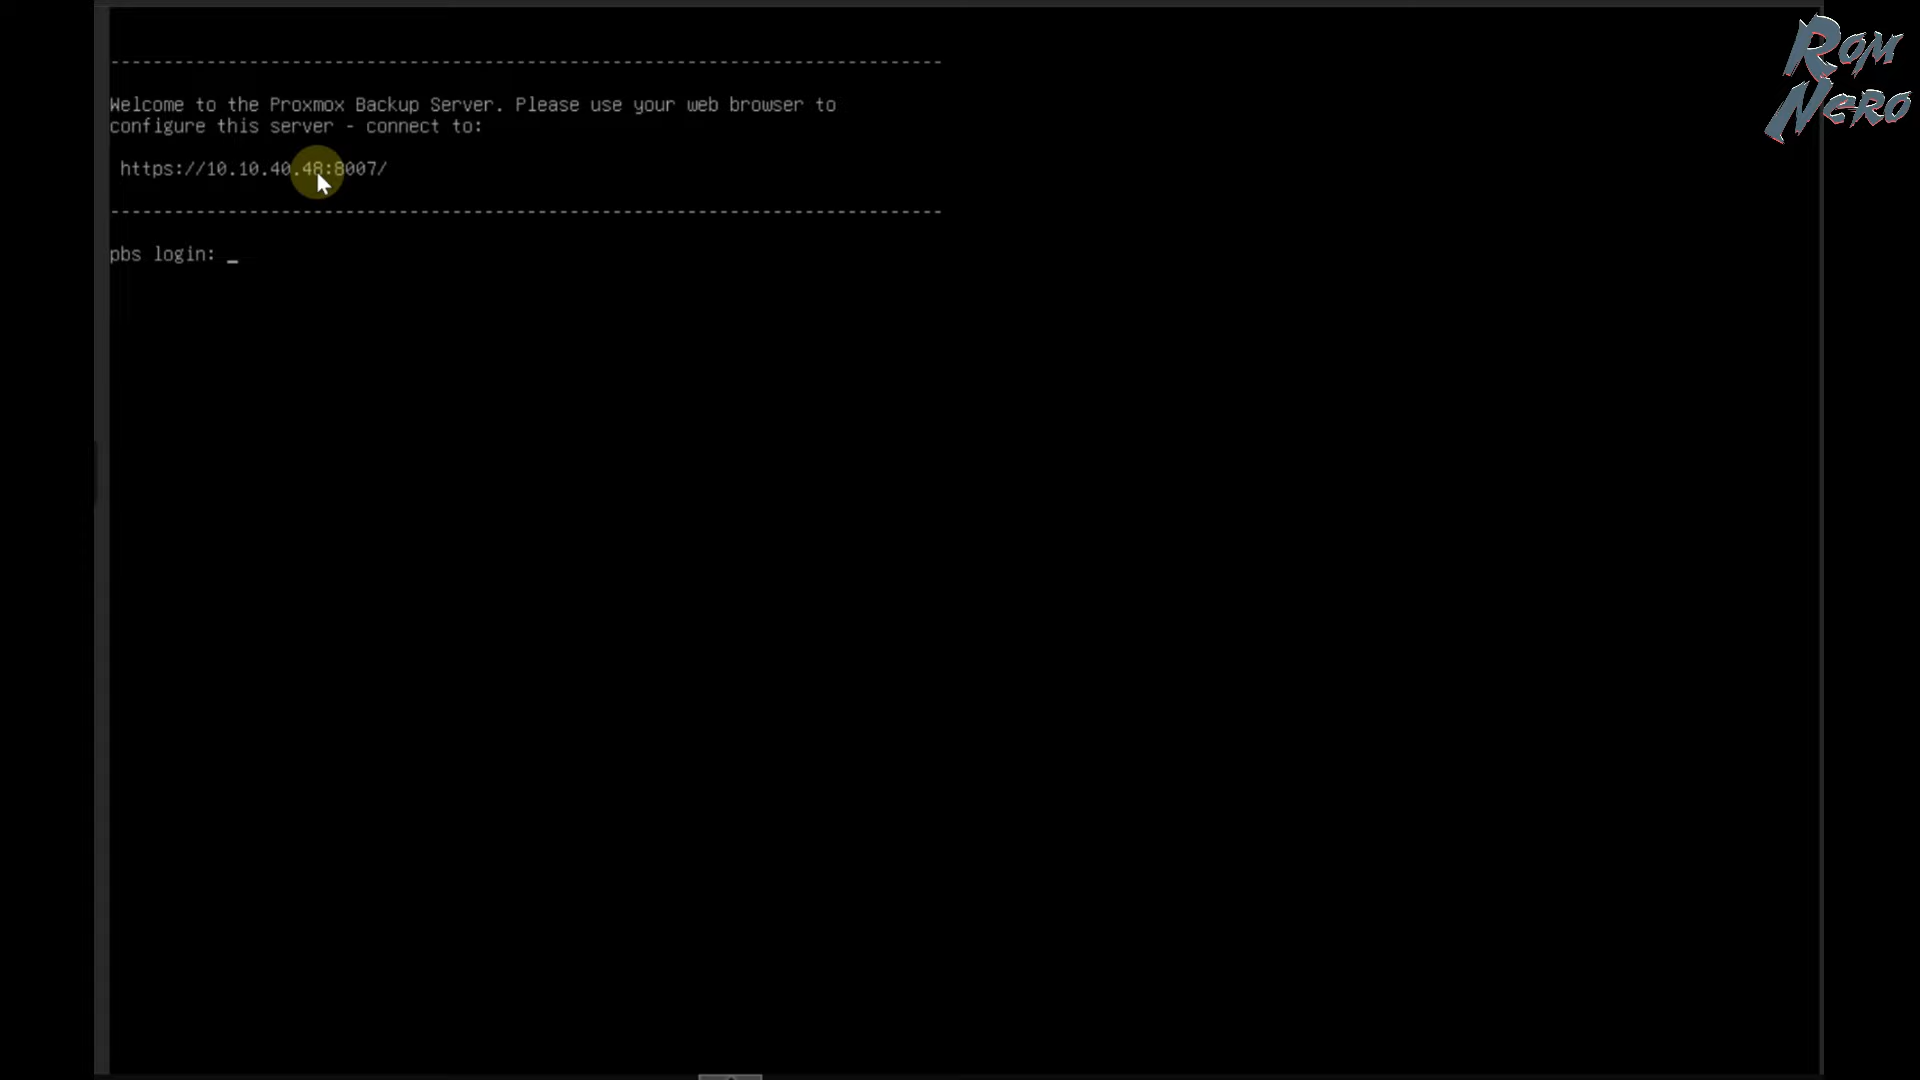 Rom
Nero
--------------------------------------------------------------------------------
Welcome to the Proxmox Backup Server. Please use your web browser to
configure this server - connect to:
https://10.10.40.48:8007/
--------------------------------------------------------------------------------
pbs login: _